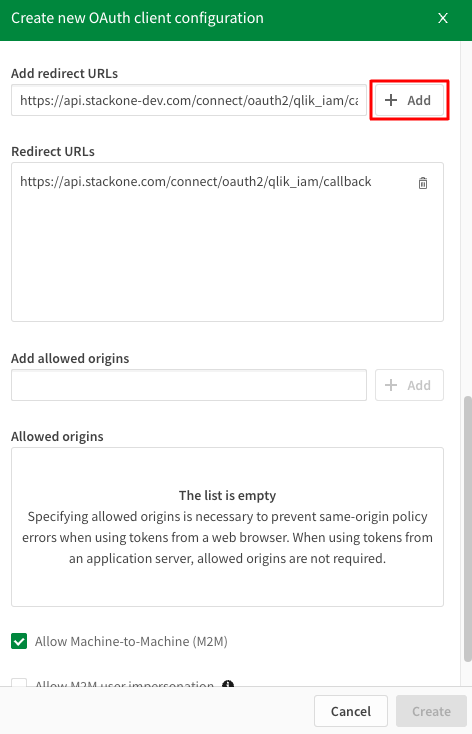 Create new OAuth client configuration
X
Add redirect URLs
https://api.stackone-dev.com/connect/oauth2/qlik_iam/ca
+ Add
Redirect URLs
https://api.stackone.com/connect/oauth2/qlik_iam/callback
Add allowed origins
+ Add
Allowed origins
The list is empty
Specifying allowed origins is necessary to prevent same-origin policy
errors when using tokens from a web browser. When using tokens from
an application server, allowed origins are not required.
Allow Machine-to-Machine (M2M)
Allow M2M user impersonation
Cancel
Create